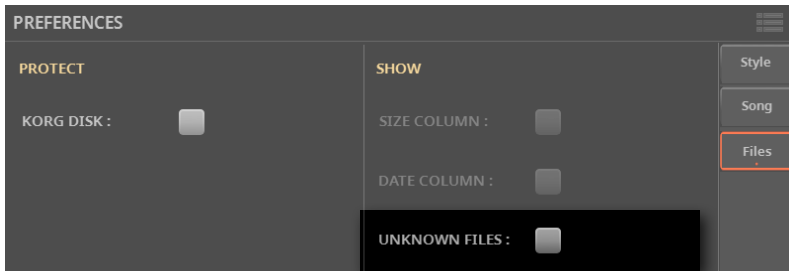 PREFERENCES
PROTECT
KORG DISK :
SHOW
SIZE COLUMN :
DATE COLUMN :
UNKNOWN FILES :
Style
Song
Files